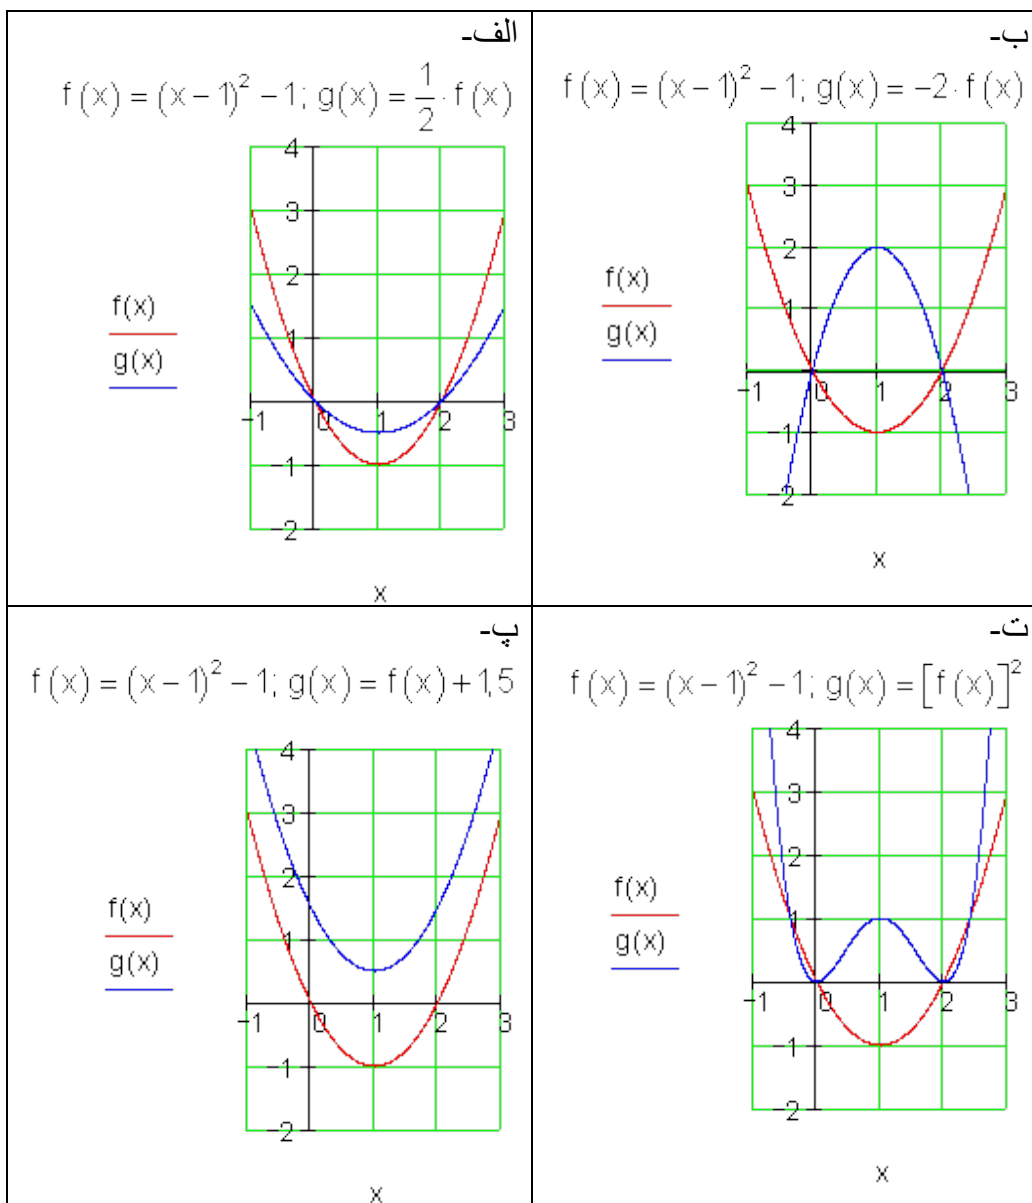 الف-
f(x) = (x−1)² −1; g(x) = 1/2 · f(x)
4
3
2
1
f(x)
g(x)
−1 0 1 2 3
−1
−2
x
ب-
f(x) = (x−1)² −1; g(x) = −2 · f(x)
4
3
2
1
f(x)
g(x)
−1 0 1 2 3
−1
−2
x
پ-
f(x) = (x−1)² −1; g(x) = f(x)+1,5
4
3
2
1
f(x)
g(x)
−1 0 1 2 3
−1
−2
x
ت-
f(x) = (x−1)² −1; g(x) = [f(x)]²
4
3
2
1
f(x)
g(x)
−1 0 1 2 3
−1
−2
x